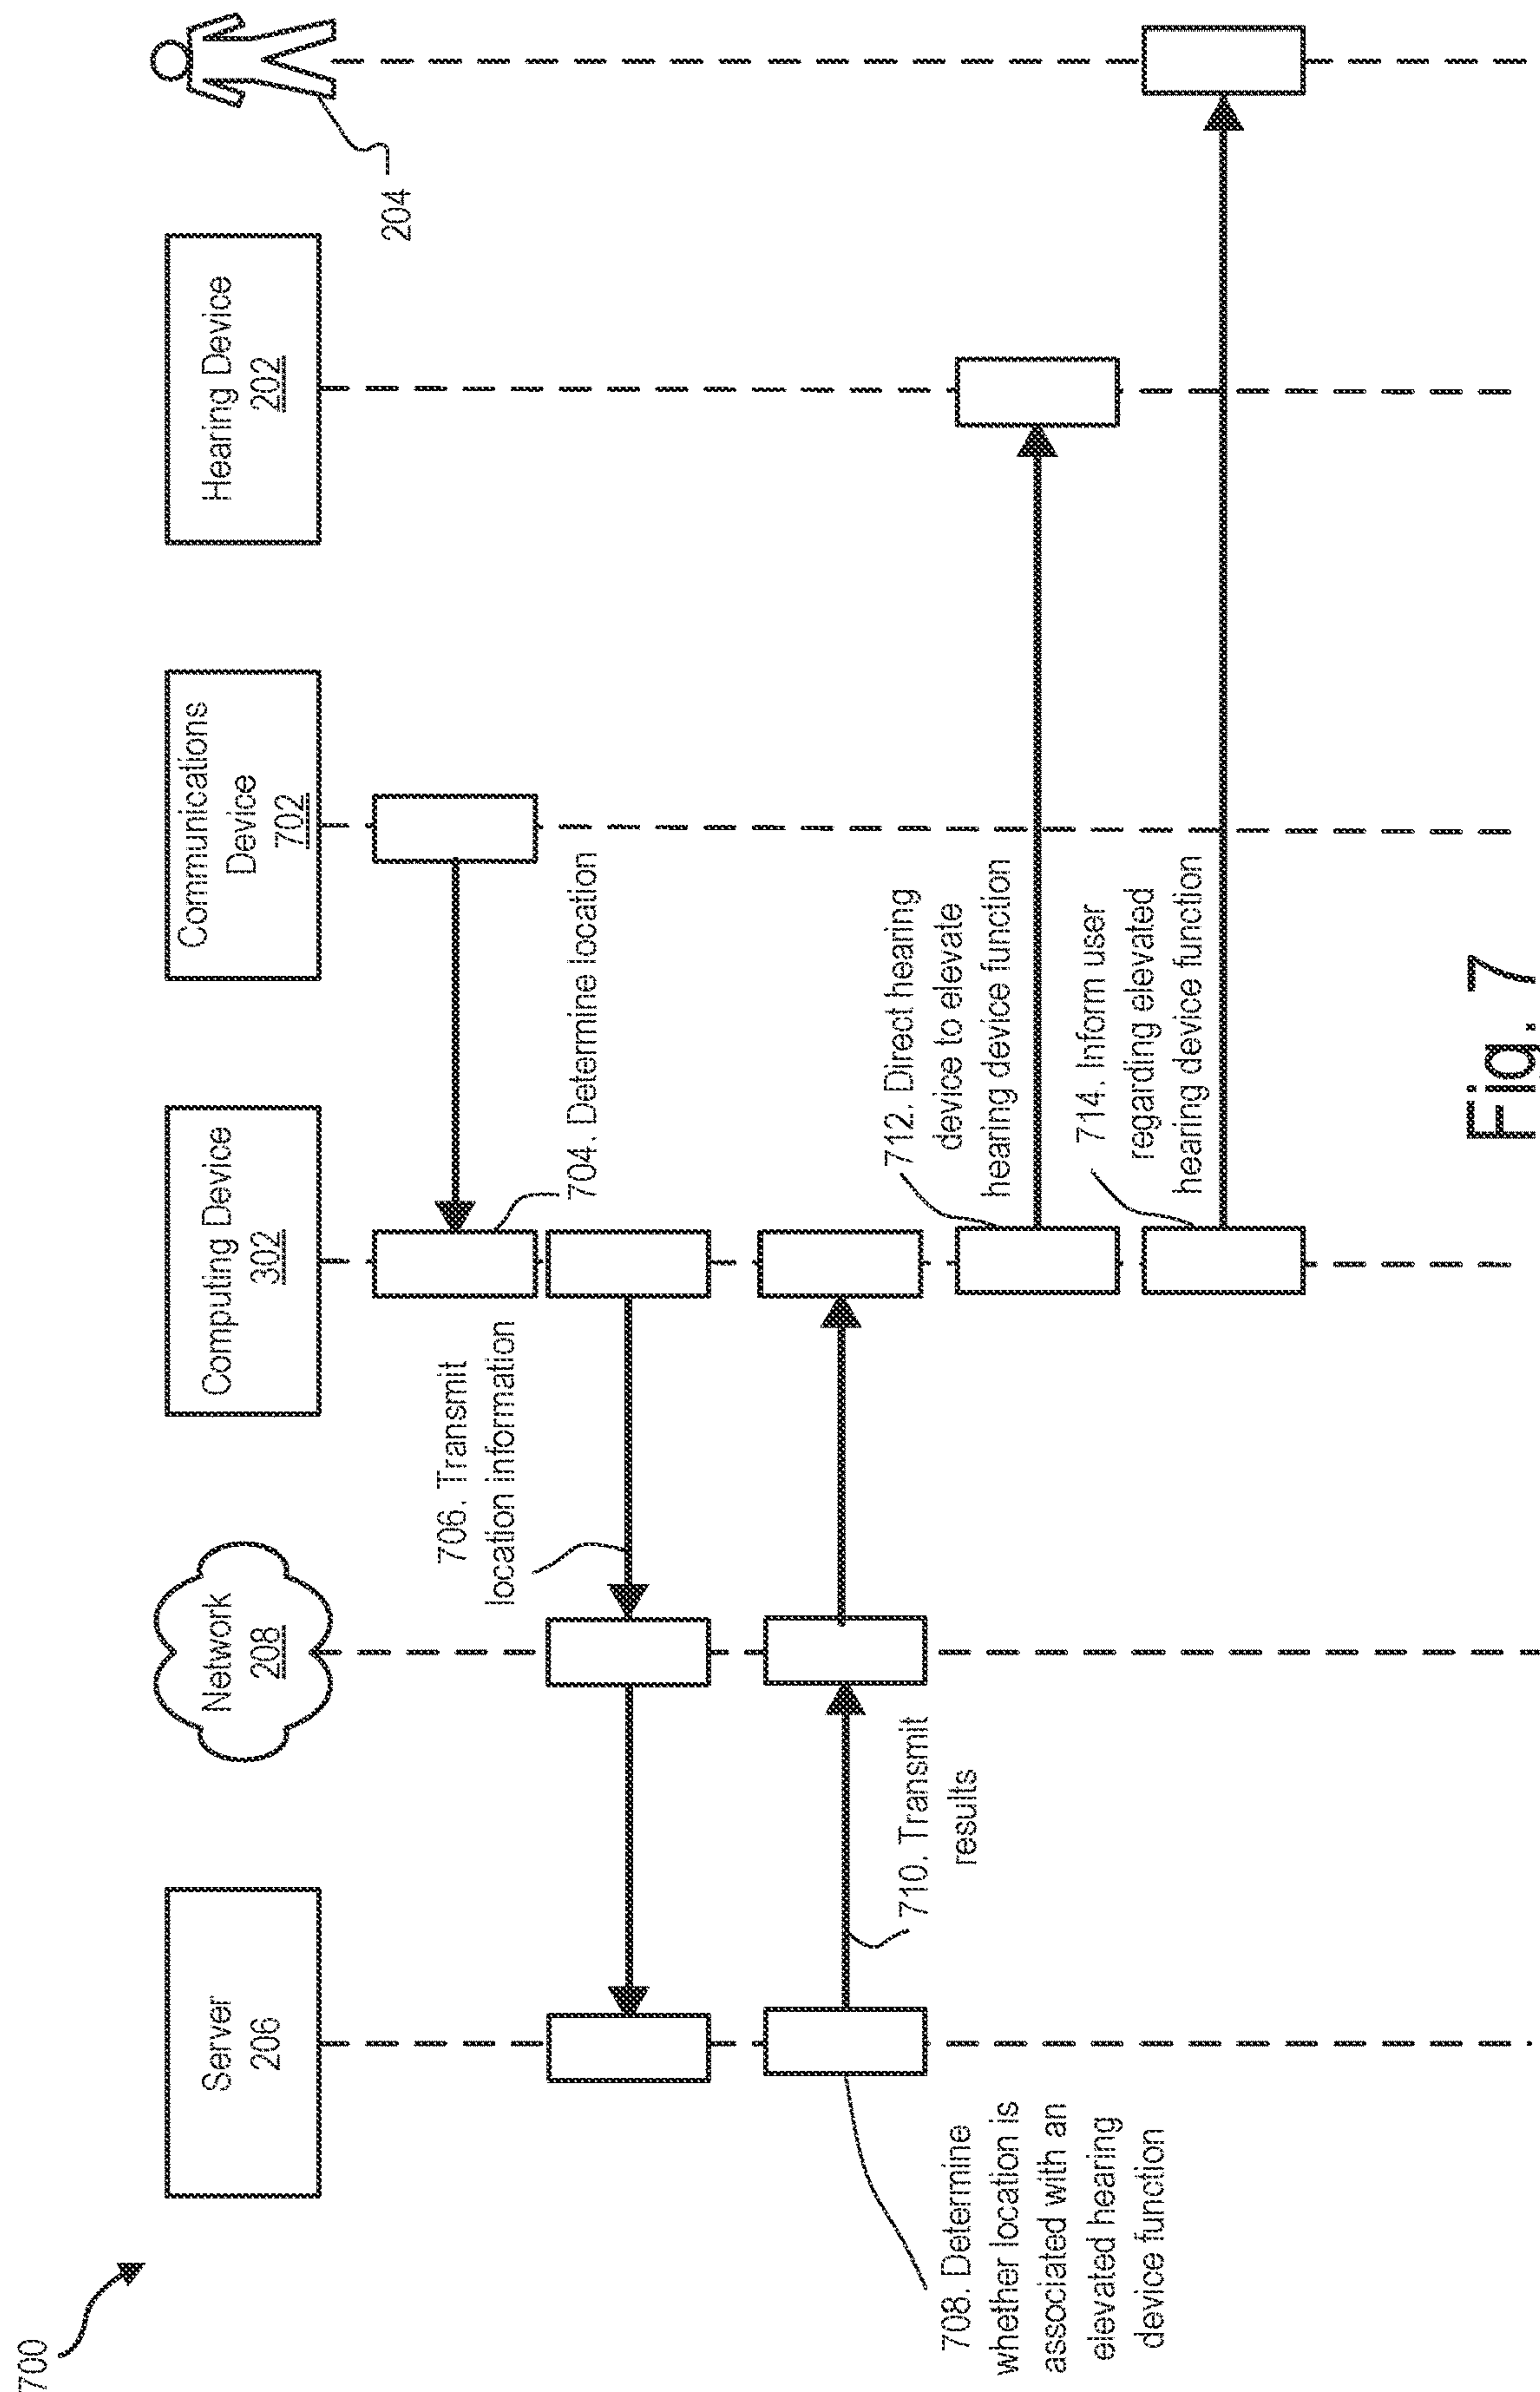 700
Server
206
Network
208
Computing Device
302
Communications
Device
702
Hearing Device
202
204
704. Determine location
706. Transmit
location information
708. Determine
whether location is
associated with an
elevated hearing
device function
710. Transmit
results
712. Direct hearing
device to elevate
hearing device function
714. Inform user
regarding elevated
hearing device function
Fig. 7